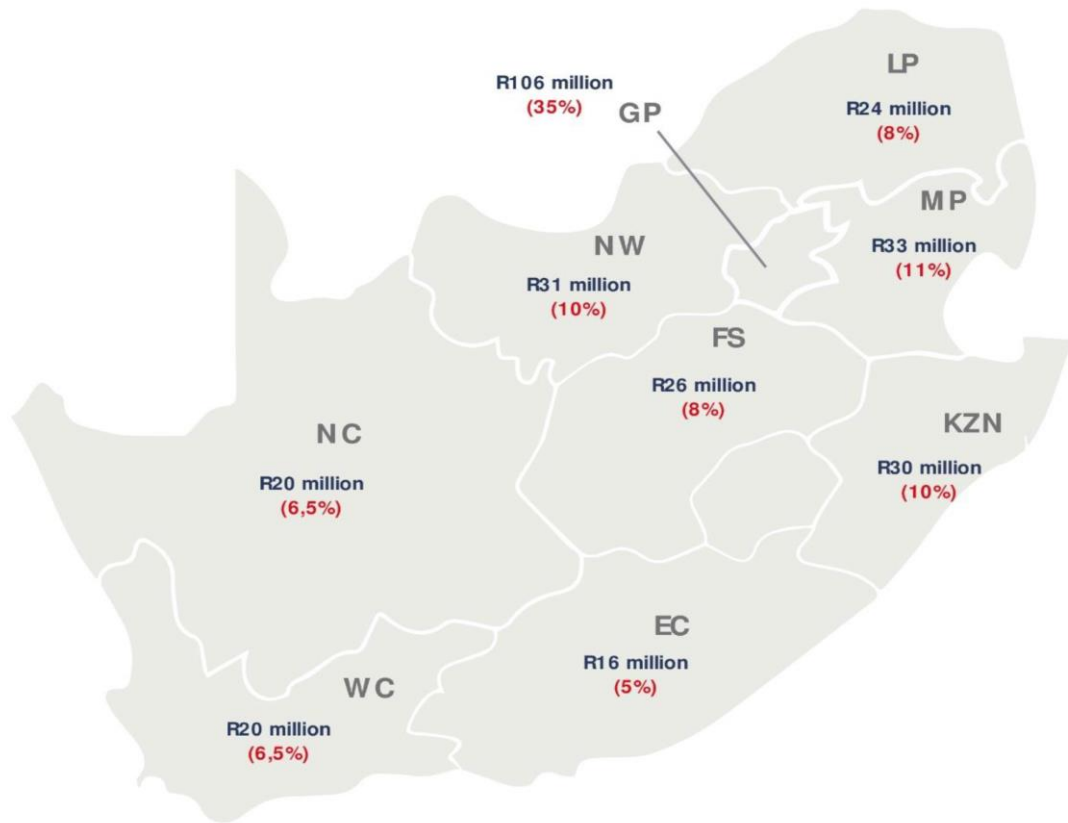 LP
R106 million
(35%)
GP
R24 million
(8%)
MP
NW
R33 million
(11%)
R31 million
(10%)
FS
R26 million
(8%)
KZN
NC
R30 million
(10%)
R20 million
(6,5%)
EC
R16 million
(5%)
WC
R20 million
(6,5%)